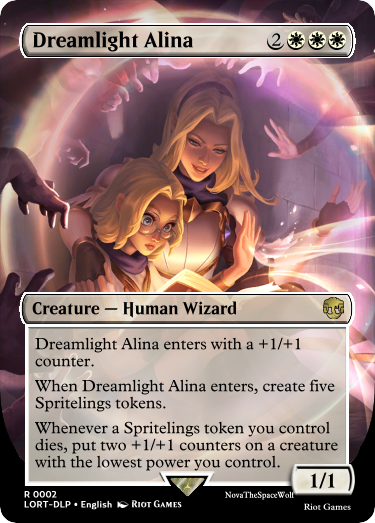 Dreamlight Alina 2
Creature — Human Wizard
Dreamlight Alina enters with a +1/+1
counter.
When Dreamlight Alina enters, create five
Spritelings tokens.
Whenever a Spritelings token you control
dies, put two +1/+1 counters on a creature
with the lowest power you control.
1/1
R 0002
LORT-DLP • English RIOT GAMES
NovaTheSpaceWolf
Riot Games